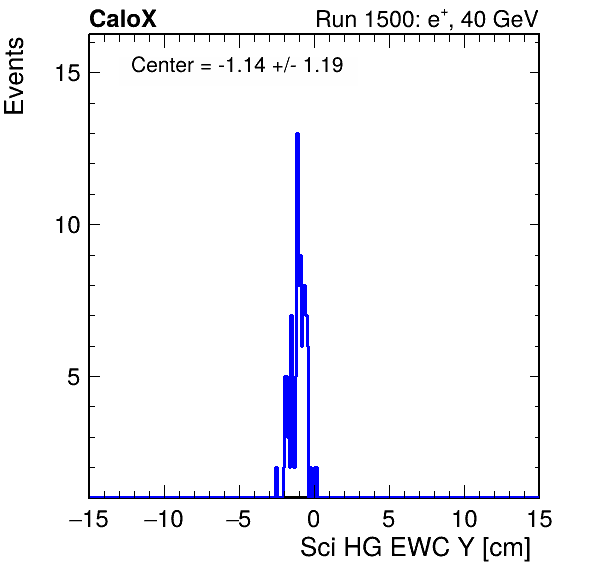 CaloX Run 1500: e⁺, 40 GeV
Events
Center = -1.14 +/- 1.19
15
10
5
−15 −10 −5 0 5 10 15
Sci HG EWC Y [cm]